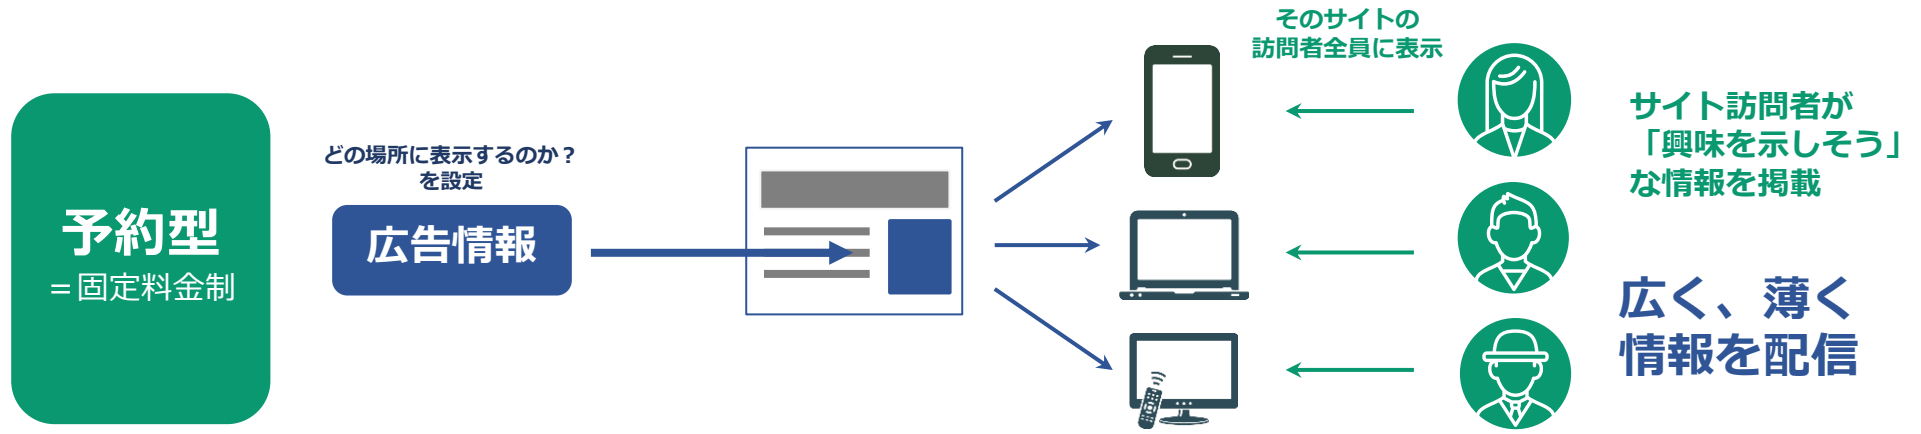 予約型
＝固定料金制
どの場所に表示するのか？
を設定
広告情報
そのサイトの
訪問者全員に表示
サイト訪問者が
「興味を示しそう」
な情報を掲載
広く、薄く
情報を配信